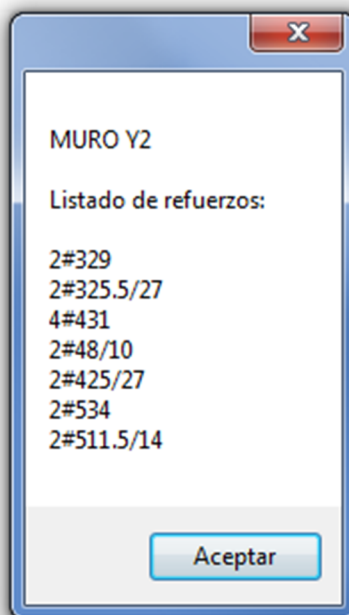 MURO Y2
Listado de refuerzos:
2#329
2#325.5/27
4#431
2#48/10
2#425/27
2#534
2#511.5/14
Aceptar